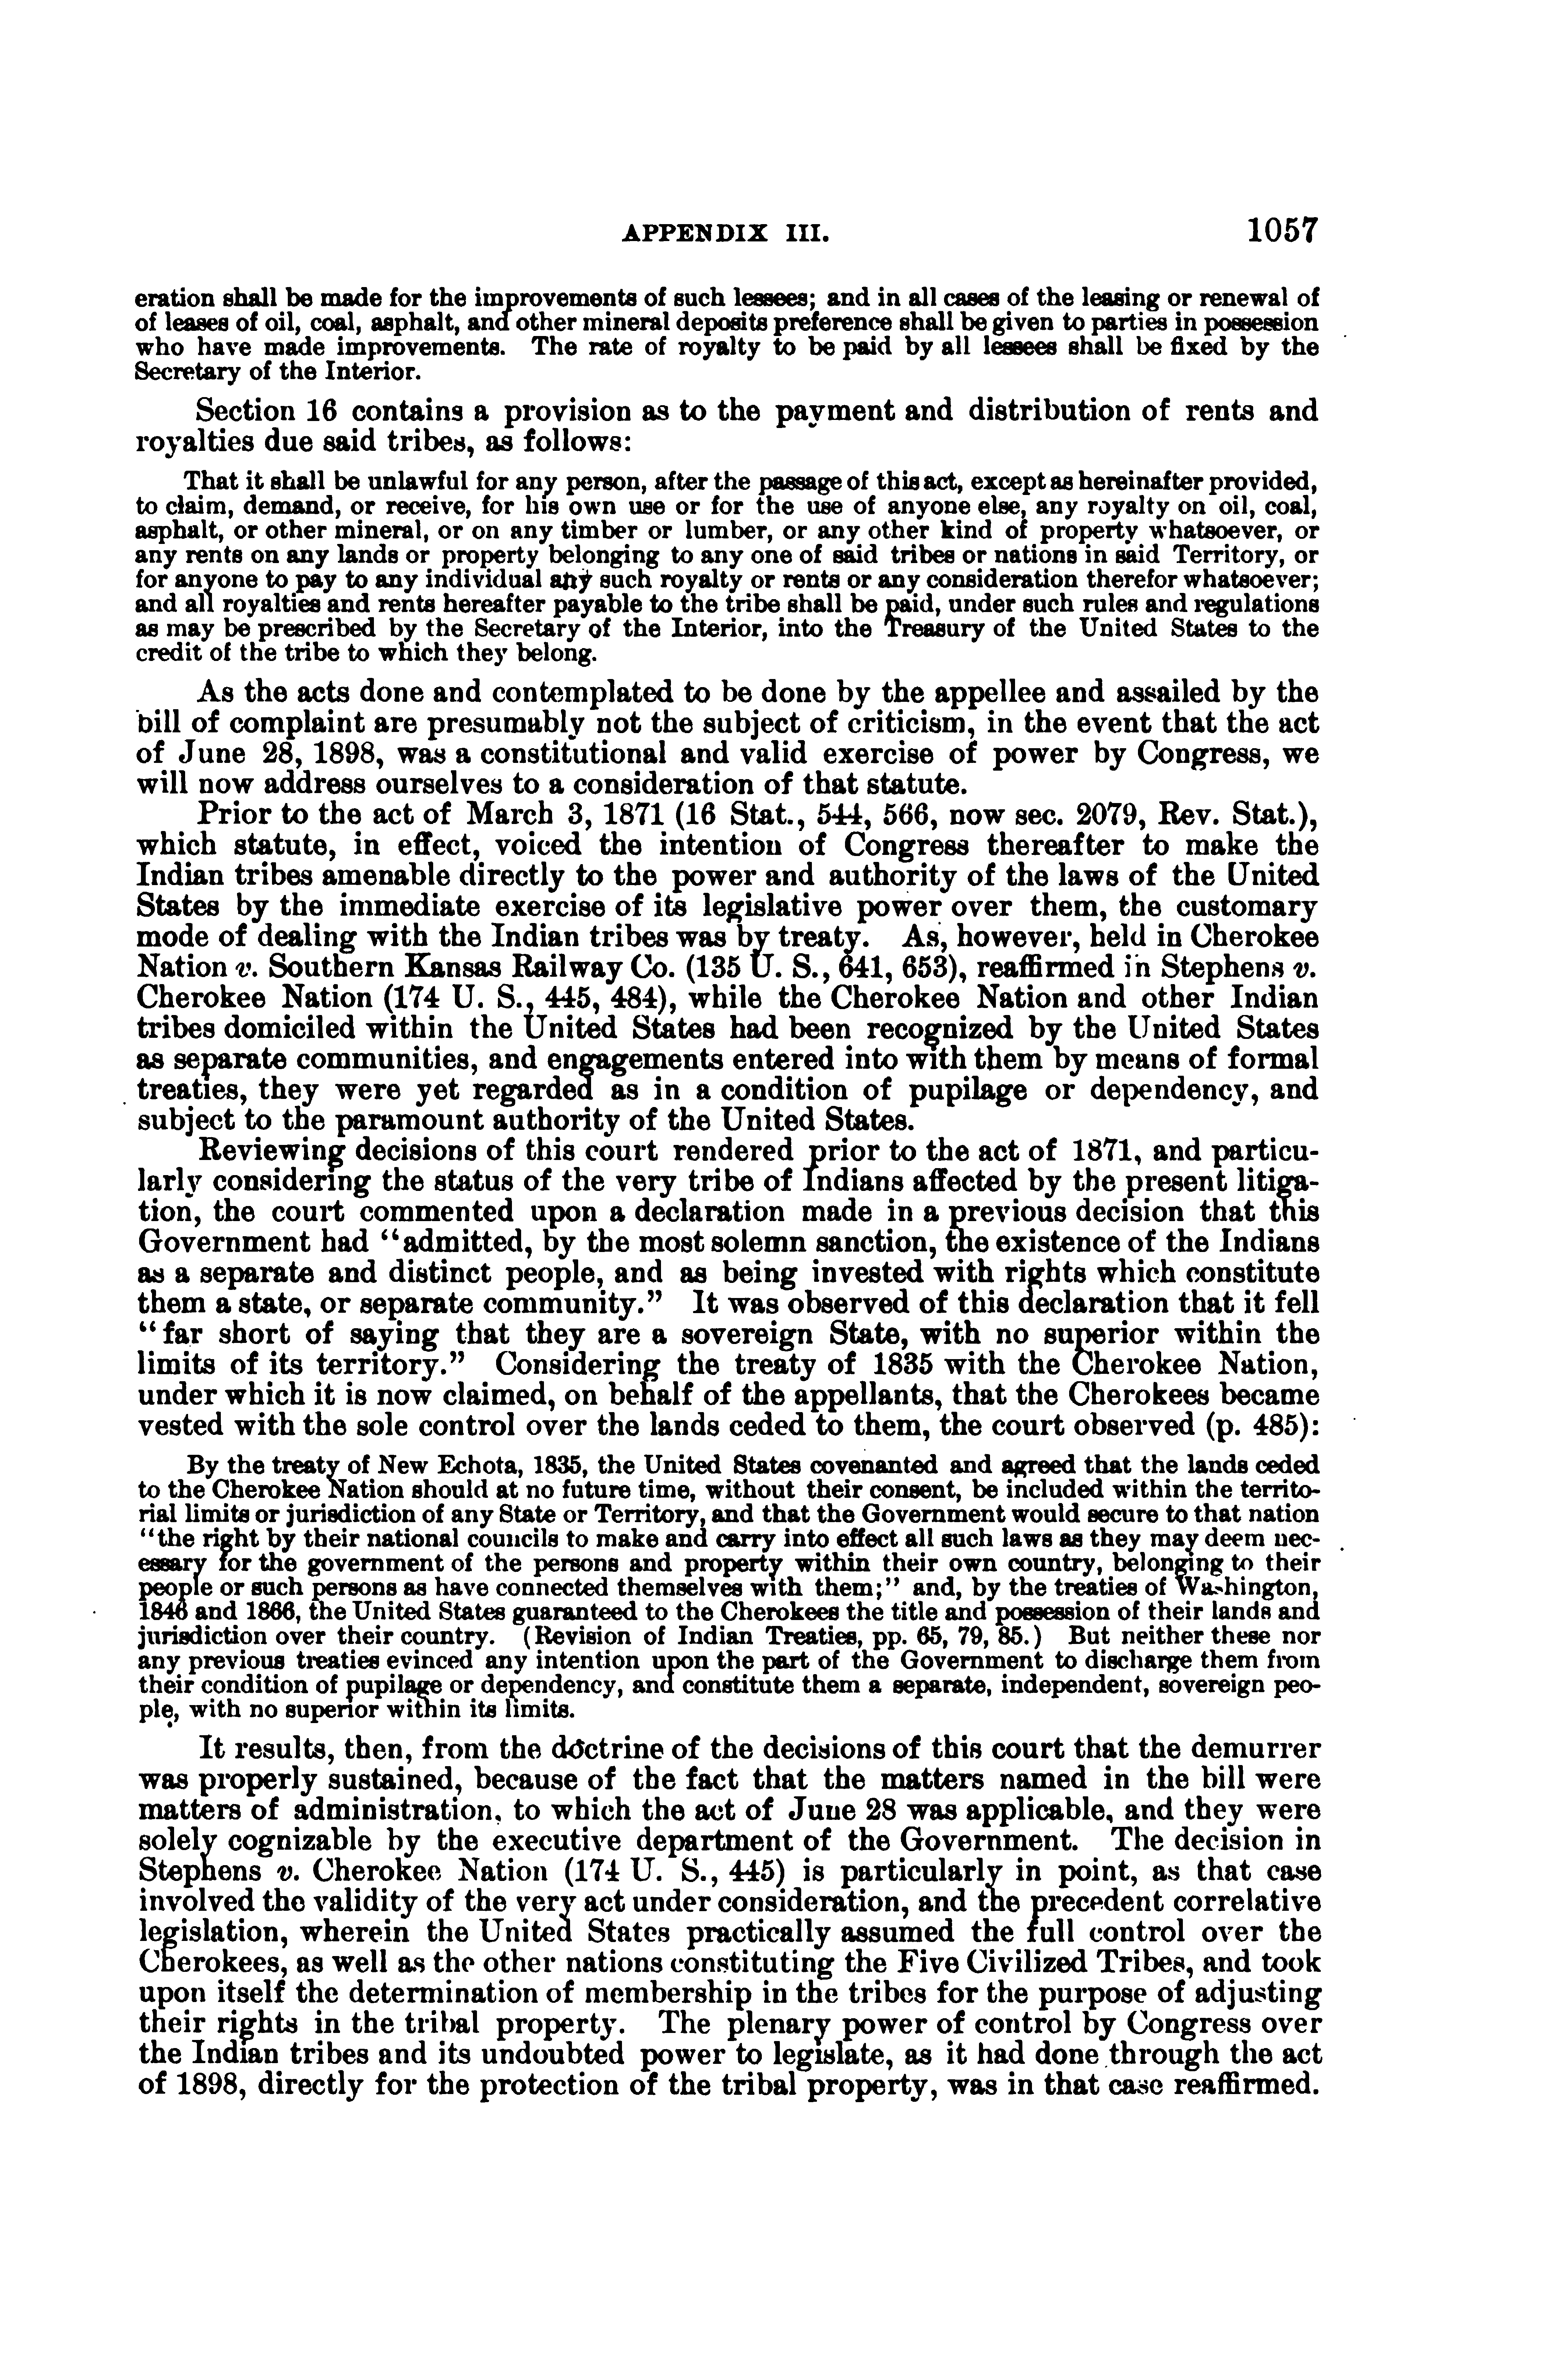 APPENDIX III. 1057
eration shall be made for the improvements of such lessees; and in all cases of the leasing or renewal of
of leases of oil, coal, asphalt, and other mineral deposits preference shall be given to parties in possession
who have made improvements. The rate of royalty to be paid by all lessees shall be fixed by the
Secretary of the Interior.
Section 16 contains a provision as to the payment and distribution of rents and
royalties due said tribes, as follows:
That it shall be unlawful for any person, after the passage of this act, except as hereinafter provided,
to claim, demand, or receive, for his own use or for the use of anyone else, any royalty on oil, coal,
asphalt, or other mineral, or on any timber or lumber, or any other kind of property whatsoever, or
any rents on any lands or property belonging to any one of said tribes or nations in said Territory, or
for anyone to pay to any individual any such royalty or rents or any consideration therefor whatsoever;
and all royalties and rents hereafter payable to the tribe shall be paid, under such rules and regulations
as may be prescribed by the Secretary of the Interior, into the Treasury of the United States to the
credit of the tribe to which they belong.
As the acts done and contemplated to be done by the appellee and assailed by the
bill of complaint are presumably not the subject of criticism, in the event that the act
of June 28, 1898, was a constitutional and valid exercise of power by Congress, we
will now address ourselves to a consideration of that statute.
Prior to the act of March 3, 1871 (16 Stat., 544, 566, now sec. 2079, Rev. Stat.),
which statute, in effect, voiced the intention of Congress thereafter to make the
Indian tribes amenable directly to the power and authority of the laws of the United
States by the immediate exercise of its legislative power over them, the customary
mode of dealing with the Indian tribes was by treaty. As, however, held in Cherokee
Nation v. Southern Kansas Railway Co. (135 U. S., 641, 653), reaffirmed in Stephens v.
Cherokee Nation (174 U. S., 445, 484), while the Cherokee Nation and other Indian
tribes domiciled within the United States had been recognized by the United States
as separate communities, and engagements entered into with them by means of formal
treaties, they were yet regarded as in a condition of pupilage or dependency, and
subject to the paramount authority of the United States.
Reviewing decisions of this court rendered prior to the act of 1871, and particu-
larly considering the status of the very tribe of Indians affected by the present litiga-
tion, the court commented upon a declaration made in a previous decision that this
Government had “admitted, by the most solemn sanction, the existence of the Indians
as a separate and distinct people, and as being invested with rights which constitute
them a state, or separate community.” It was observed of this declaration that it fell
“far short of saying that they are a sovereign State, with no superior within the
limits of its territory.” Considering the treaty of 1835 with the Cherokee Nation,
under which it is now claimed, on behalf of the appellants, that the Cherokees became
vested with the sole control over the lands ceded to them, the court observed (p. 485):
By the treaty of New Echota, 1835, the United States covenanted and agreed that the lands ceded
to the Cherokee Nation should at no future time, without their consent, be included within the territo-
rial limits or jurisdiction of any State or Territory, and that the Government would secure to that nation
“the right by their national councils to make and carry into effect all such laws as they may deem nec-
essary for the government of the persons and property within their own country, belonging to their
people or such persons as have connected themselves with them;” and, by the treaties of Washington,
1846 and 1866, the United States guaranteed to the Cherokees the title and possession of their lands and
jurisdiction over their country. (Revision of Indian Treaties, pp. 65, 79, 85.) But neither these nor
any previous treaties evinced any intention upon the part of the Government to discharge them from
their condition of pupilage or dependency, and constitute them a separate, independent, sovereign peo-
ple, with no superior within its limits.
It results, then, from the doctrine of the decisions of this court that the demurrer
was properly sustained, because of the fact that the matters named in the bill were
matters of administration, to which the act of June 28 was applicable, and they were
solely cognizable by the executive department of the Government. The decision in
Stephens v. Cherokee Nation (174 U. S., 445) is particularly in point, as that case
involved the validity of the very act under consideration, and the precedent correlative
legislation, wherein the United States practically assumed the full control over the
Cherokees, as well as the other nations constituting the Five Civilized Tribes, and took
upon itself the determination of membership in the tribes for the purpose of adjusting
their rights in the tribal property. The plenary power of control by Congress over
the Indian tribes and its undoubted power to legislate, as it had done through the act
of 1898, directly for the protection of the tribal property, was in that case reaffirmed.